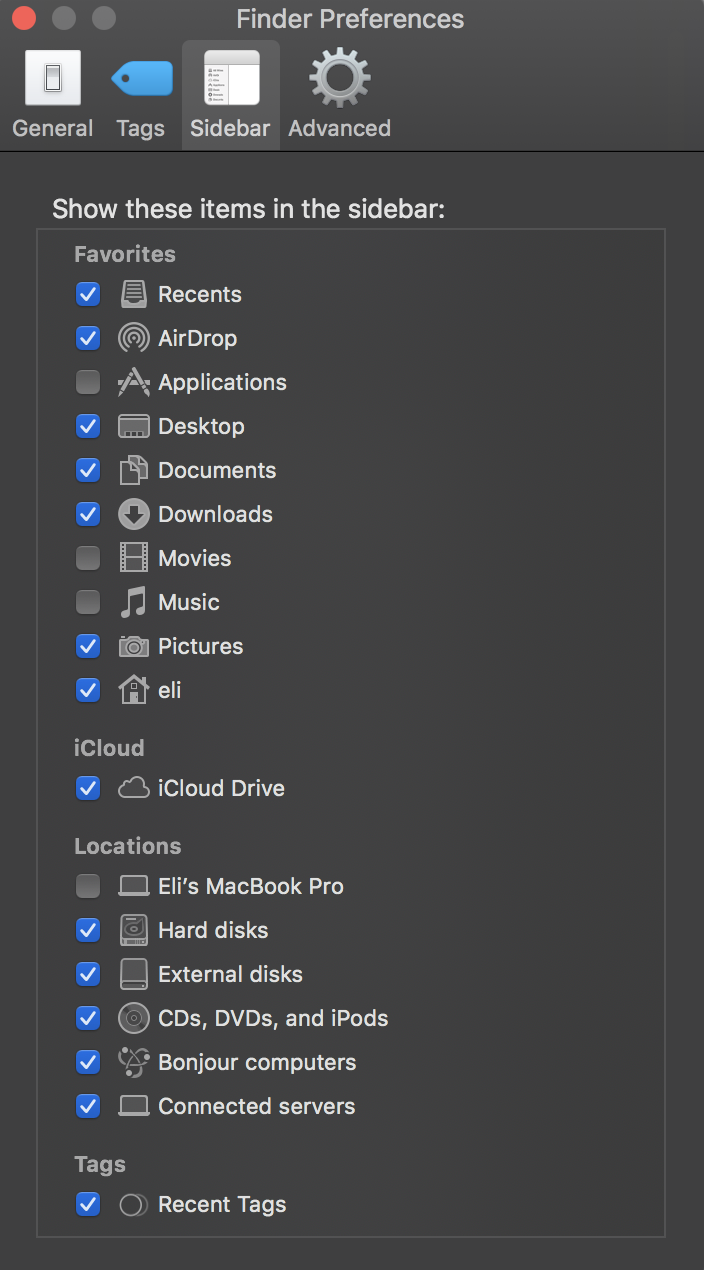 Finder Preferences
General Tags Sidebar Advanced
Show these items in the sidebar:
Favorites
Recents
AirDrop
Applications
Desktop
Documents
Downloads
Movies
Music
Pictures
eli
iCloud
iCloud Drive
Locations
Eli’s MacBook Pro
Hard disks
External disks
CDs, DVDs, and iPods
Bonjour computers
Connected servers
Tags
Recent Tags